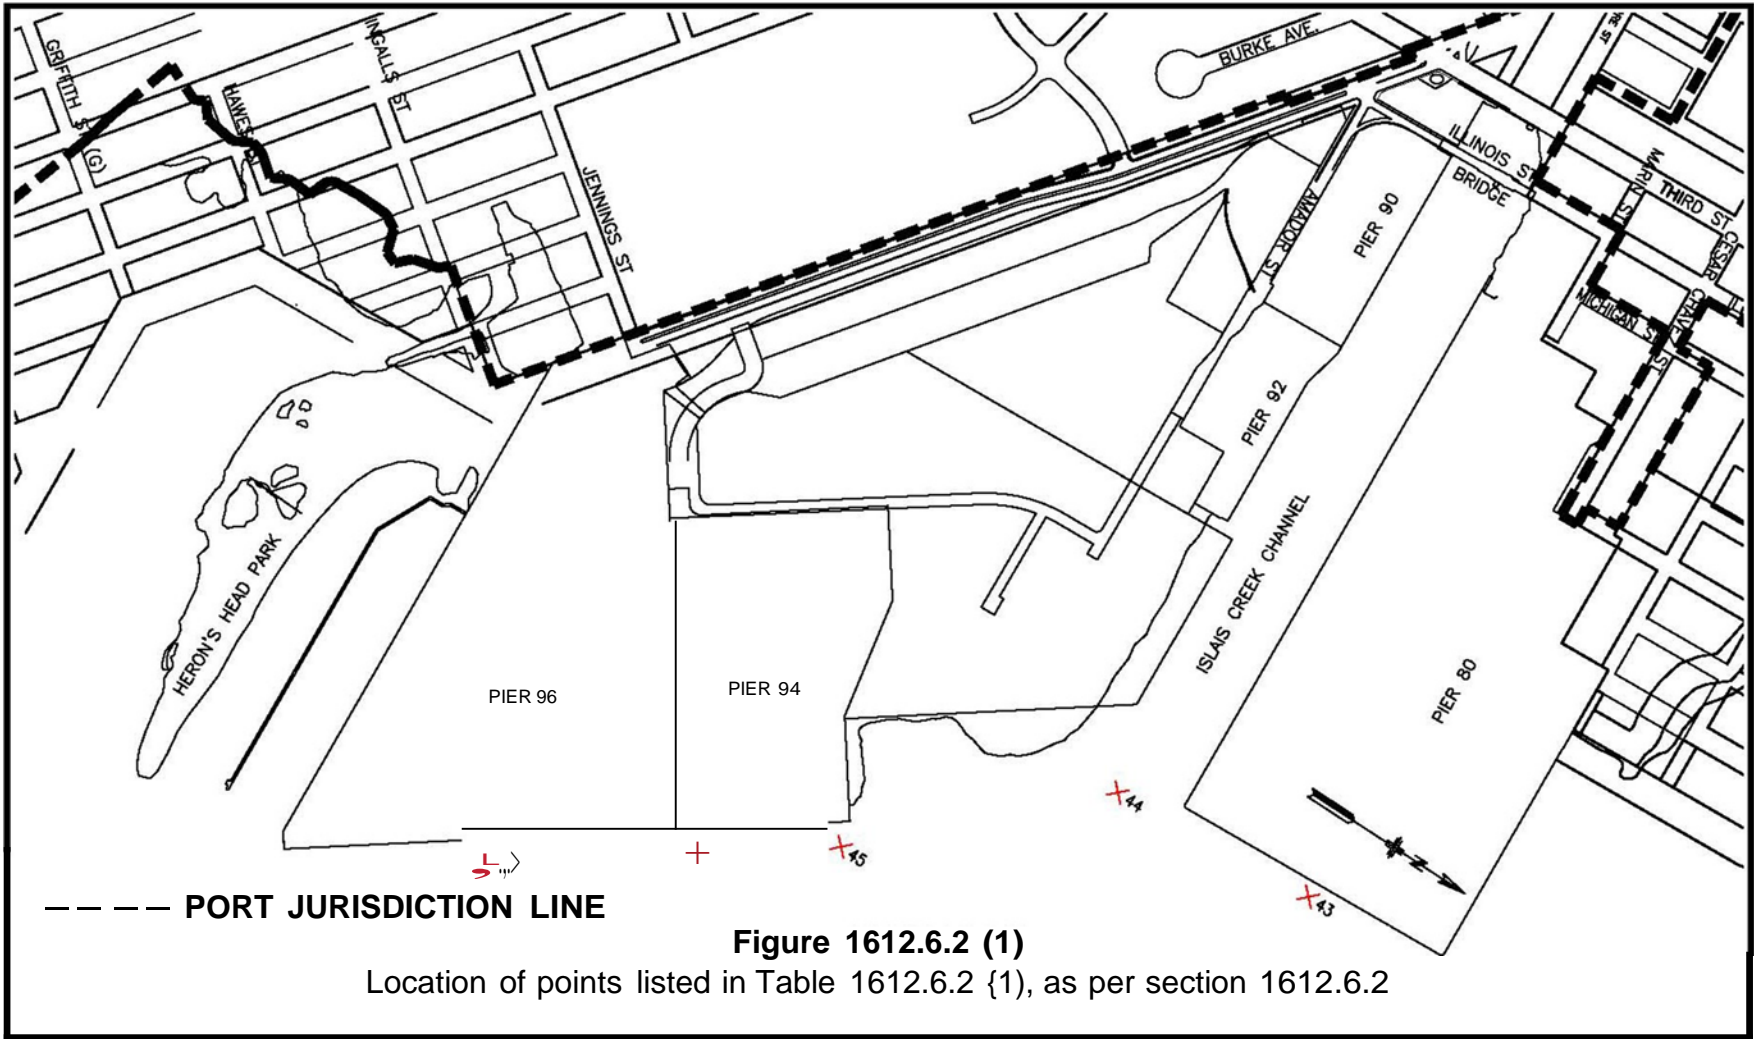 GRIFFITH S
(G)
HAWES
INGALLS ST
JENNINGS ST
BURKE AVE.
RE ST
ILLINOIS ST
BRIDGE
MARIN ST
THIRD ST
CESAR CHAVE
ST
MICHIGAN S
AMADOR ST
PIER 90
PIER 92
ISLAIS CREEK CHANNEL
PIER 80
HERON'S HEAD PARK
PIER 96
PIER 94
44
45
43
N
PORT JURISDICTION LINE
Figure 1612.6.2 (1)
Location of points listed in Table 1612.6.2 {1), as per section 1612.6.2